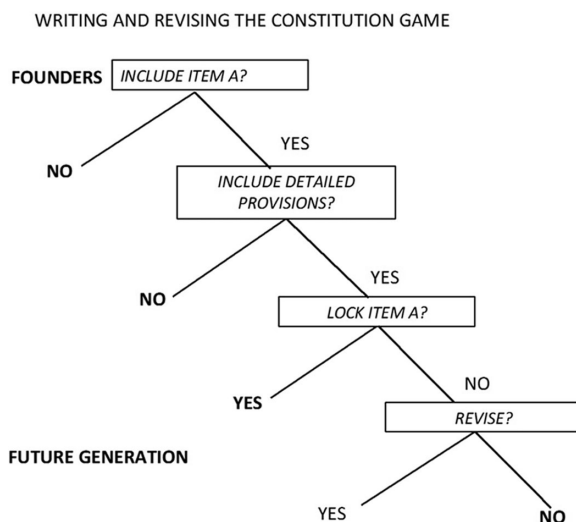 WRITING AND REVISING THE CONSTITUTION GAME
FOUNDERS
INCLUDE ITEM A?
NO
YES
INCLUDE DETAILED
PROVISIONS?
NO
YES
LOCK ITEM A?
YES
NO
REVISE?
FUTURE GENERATION
YES
NO